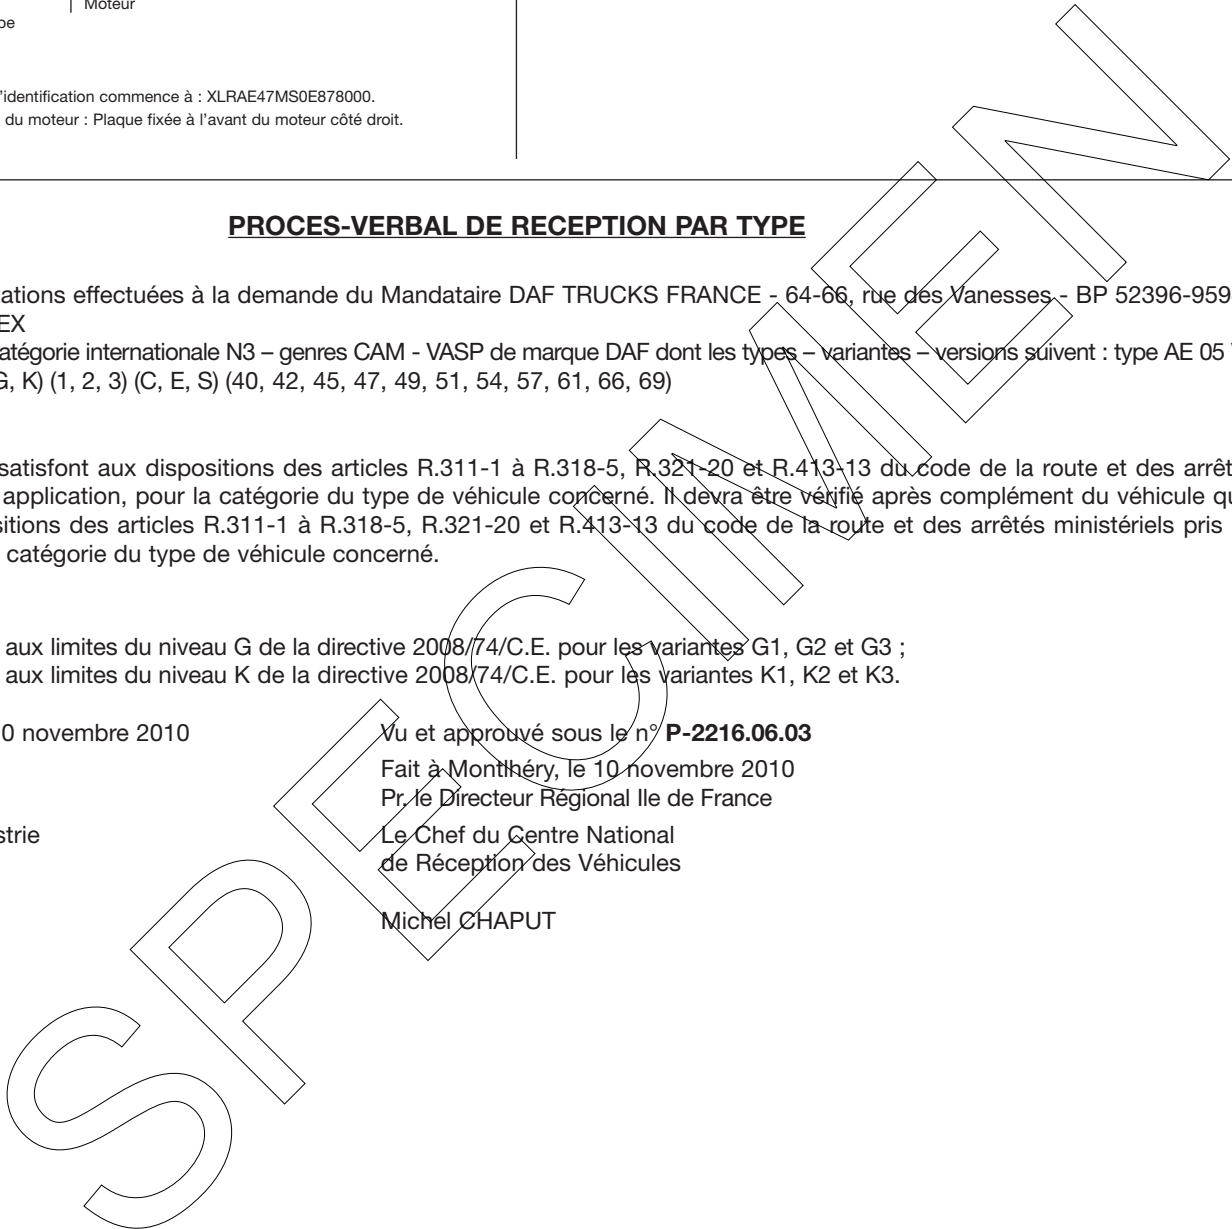 Moteur
l'identification commence à : XLRAE47MS0E878000.
du moteur : Plaque fixée à l'avant du moteur côté droit.
PROCES-VERBAL DE RECEPTION PAR TYPE
effectuées à la demande du Mandataire DAF TRUCKS FRANCE - 64-66, rue des Vanesses - BP 52396-959
EX
atégorie internationale N3 – genres CAM - VASP de marque DAF dont les types – variantes – versions suivent : type AE 05
G, K) (1, 2, 3) (C, E, S) (40, 42, 45, 47, 49, 51, 54, 57, 61, 66, 69)
satisfont aux dispositions des articles R.311-1 à R.318-5, R.321-20 et R.413-13 du code de la route et des arrêt
application, pour la catégorie du type de véhicule concerné. Il devra être vérifié après complément du véhicule qu
sitions des articles R.311-1 à R.318-5, R.321-20 et R.413-13 du code de la route et des arrêtés ministériels pris
catégorie du type de véhicule concerné.
aux limites du niveau G de la directive 2008/74/C.E. pour les variantes G1, G2 et G3 ;
aux limites du niveau K de la directive 2008/74/C.E. pour les variantes K1, K2 et K3.
0 novembre 2010
Vu et approuvé sous le n° P-2216.06.03
Fait à Montlhéry, le 10 novembre 2010
Pr. le Directeur Régional Ile de France
strie
Le Chef du Centre National
de Réception des Véhicules
Michel CHAPUT
SPECIMEN